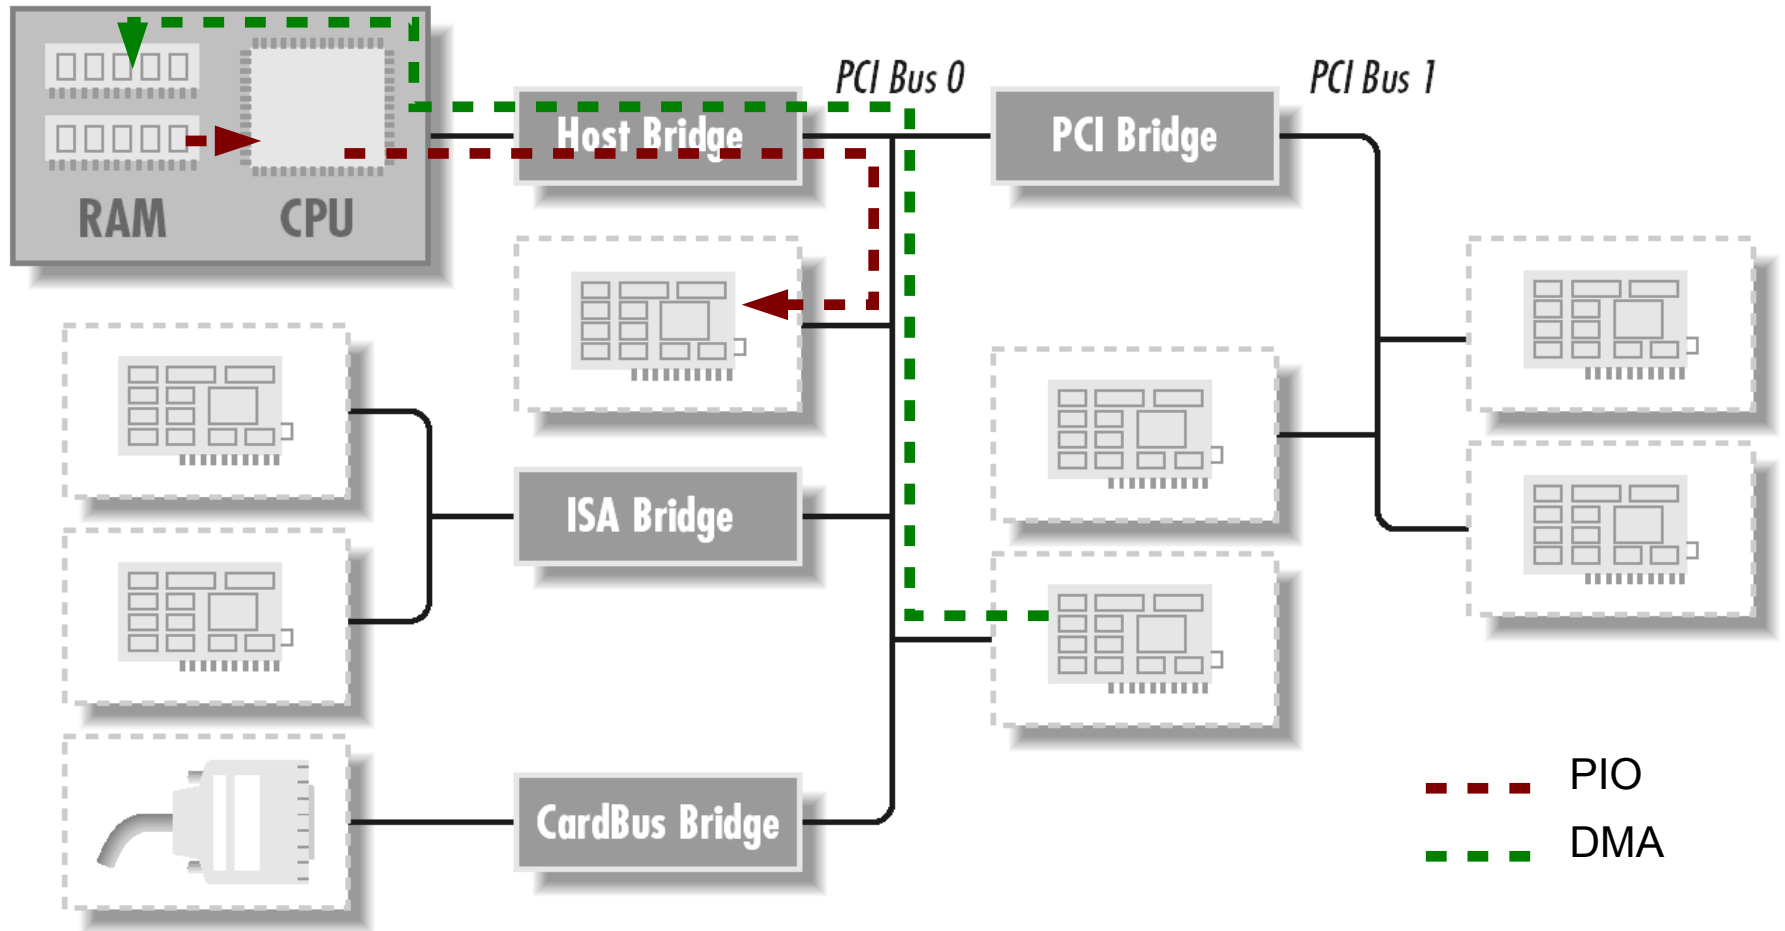 PCI Bus 0
PCI Bus 1
Host Bridge
PCI Bridge
RAM
CPU
ISA Bridge
CardBus Bridge
PIO
DMA